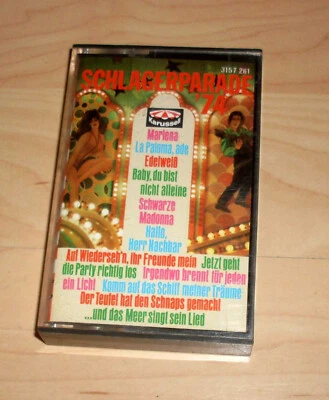 3157 261
SCHLAGERPARADE
'74
karussell
Marlena
La Paloma, ade
Edelweiß
Baby, du bist
nicht alleine
Schwarze
Madonna
Hallo,
Herr Nachbar
Auf Wiederseh'n, ihr Freunde mein Jetzt geht
die Party richtig los Irgendwo brennt für jeden
ein Licht Komm auf das Schiff meiner Träume
Der Teufel hat den Schnaps gemacht
...und das Meer singt sein Lied